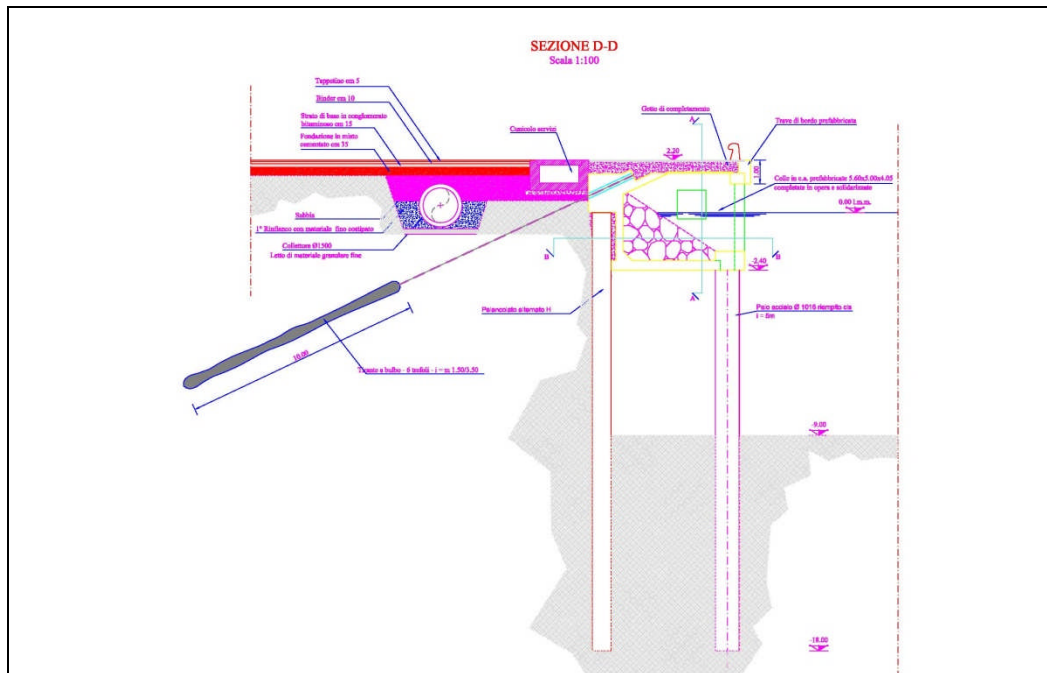 SEZIONE D-D
Scala 1:100
Tappetino cm 5
Binder cm 10
Strato di base in conglomerato
bituminoso cm 15
Fondazione in misto
cementato cm 35
Cunicolo servizi
Getto di completamento
Trave di bordo prefabbricata
A
2.20
1.00
Celle in c.a. prefabbricate 5.60x5.00x4.05
completate in opera e solidarizzate
0.00 l.m.m.
Sabbia
1° Rinfianco con materiale fino costipato
Collettore Ø1500
Letto di materiale granulare fine
B
B
-2.40
A
Palancolato alternato H
Palo acciaio Ø 1016 riempito cls
i = 6m
10.00
Tirante a bulbo - 6 trefoli - i = m 1.50/3.50
-9.00
-18.00